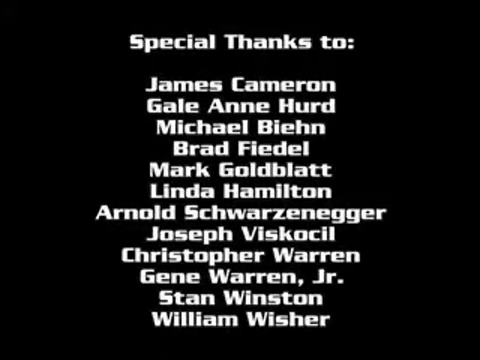 Special Thanks to:
James Cameron
Gale Anne Hurd
Michael Biehn
Brad Fiedel
Mark Goldblatt
Linda Hamilton
Arnold Schwarzenegger
Joseph Viskocil
Christopher Warren
Gene Warren, Jr.
Stan Winston
William Wisher